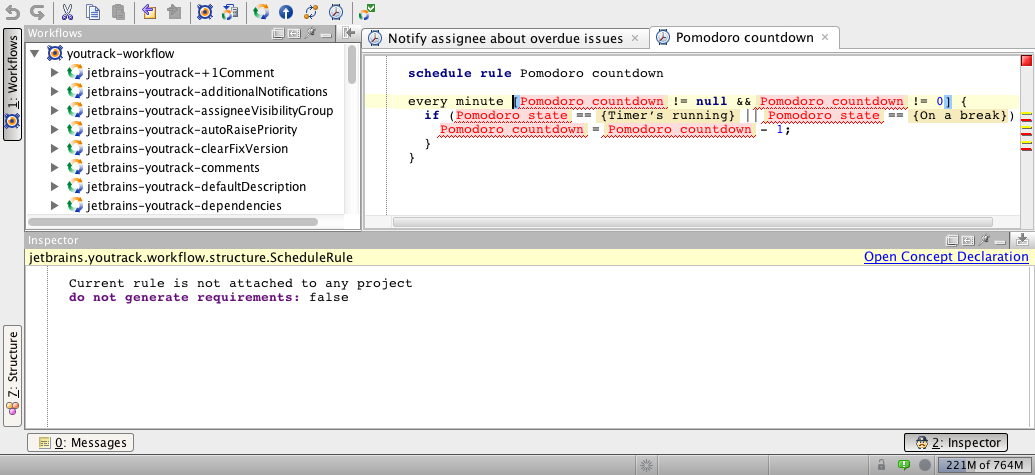 Workflows
1: Workflows
youtrack-workflow
jetbrains-youtrack-+1Comment
jetbrains-youtrack-additionalNotifications
jetbrains-youtrack-assigneeVisibilityGroup
jetbrains-youtrack-autoRaisePriority
jetbrains-youtrack-clearFixVersion
jetbrains-youtrack-comments
jetbrains-youtrack-defaultDescription
jetbrains-youtrack-dependencies
Notify assignee about overdue issues
Pomodoro countdown
schedule rule Pomodoro countdown
every minute [Pomodoro countdown != null && Pomodoro countdown != 0] {
if (Pomodoro state == {Timer's running} || Pomodoro state == {On a break})
Pomodoro countdown = Pomodoro countdown - 1;
}
}
Inspector
jetbrains.youtrack.workflow.structure.ScheduleRule
Open Concept Declaration
Current rule is not attached to any project
do not generate requirements: false
7: Structure
0: Messages
2: Inspector
221M of 764M